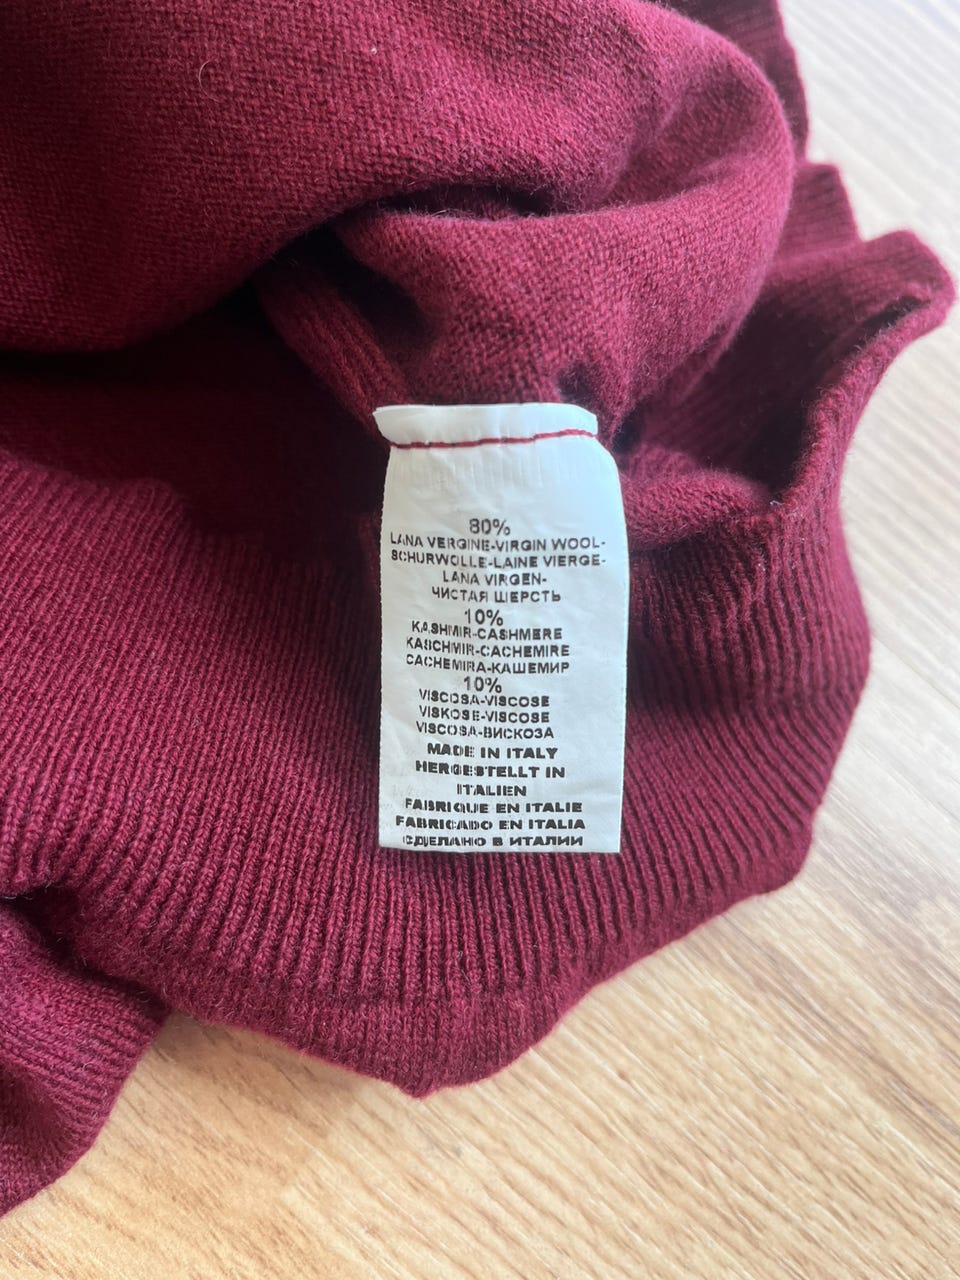 80%
LANA VERGINE-VIRGIN WOOL-
SCHURWOLLE-LAINE VIERGE-
LANA VIRGEN-
ЧИСТАЯ ШЕРСТЬ
10%
KASHMIR-CASHMERE
KASCHMIR-CACHEMIRE
CACHEMIRA-КАШЕМИР
10%
VISCOSA-VISCOSE
VISKOSE-VISCOSE
VISCOSA-ВИСКОЗА
MADE IN ITALY
HERGESTELLT IN
ITALIEN
FABRIQUE EN ITALIE
FABRICADO EN ITALIA
СДЕЛАНО В ИТАЛИИ